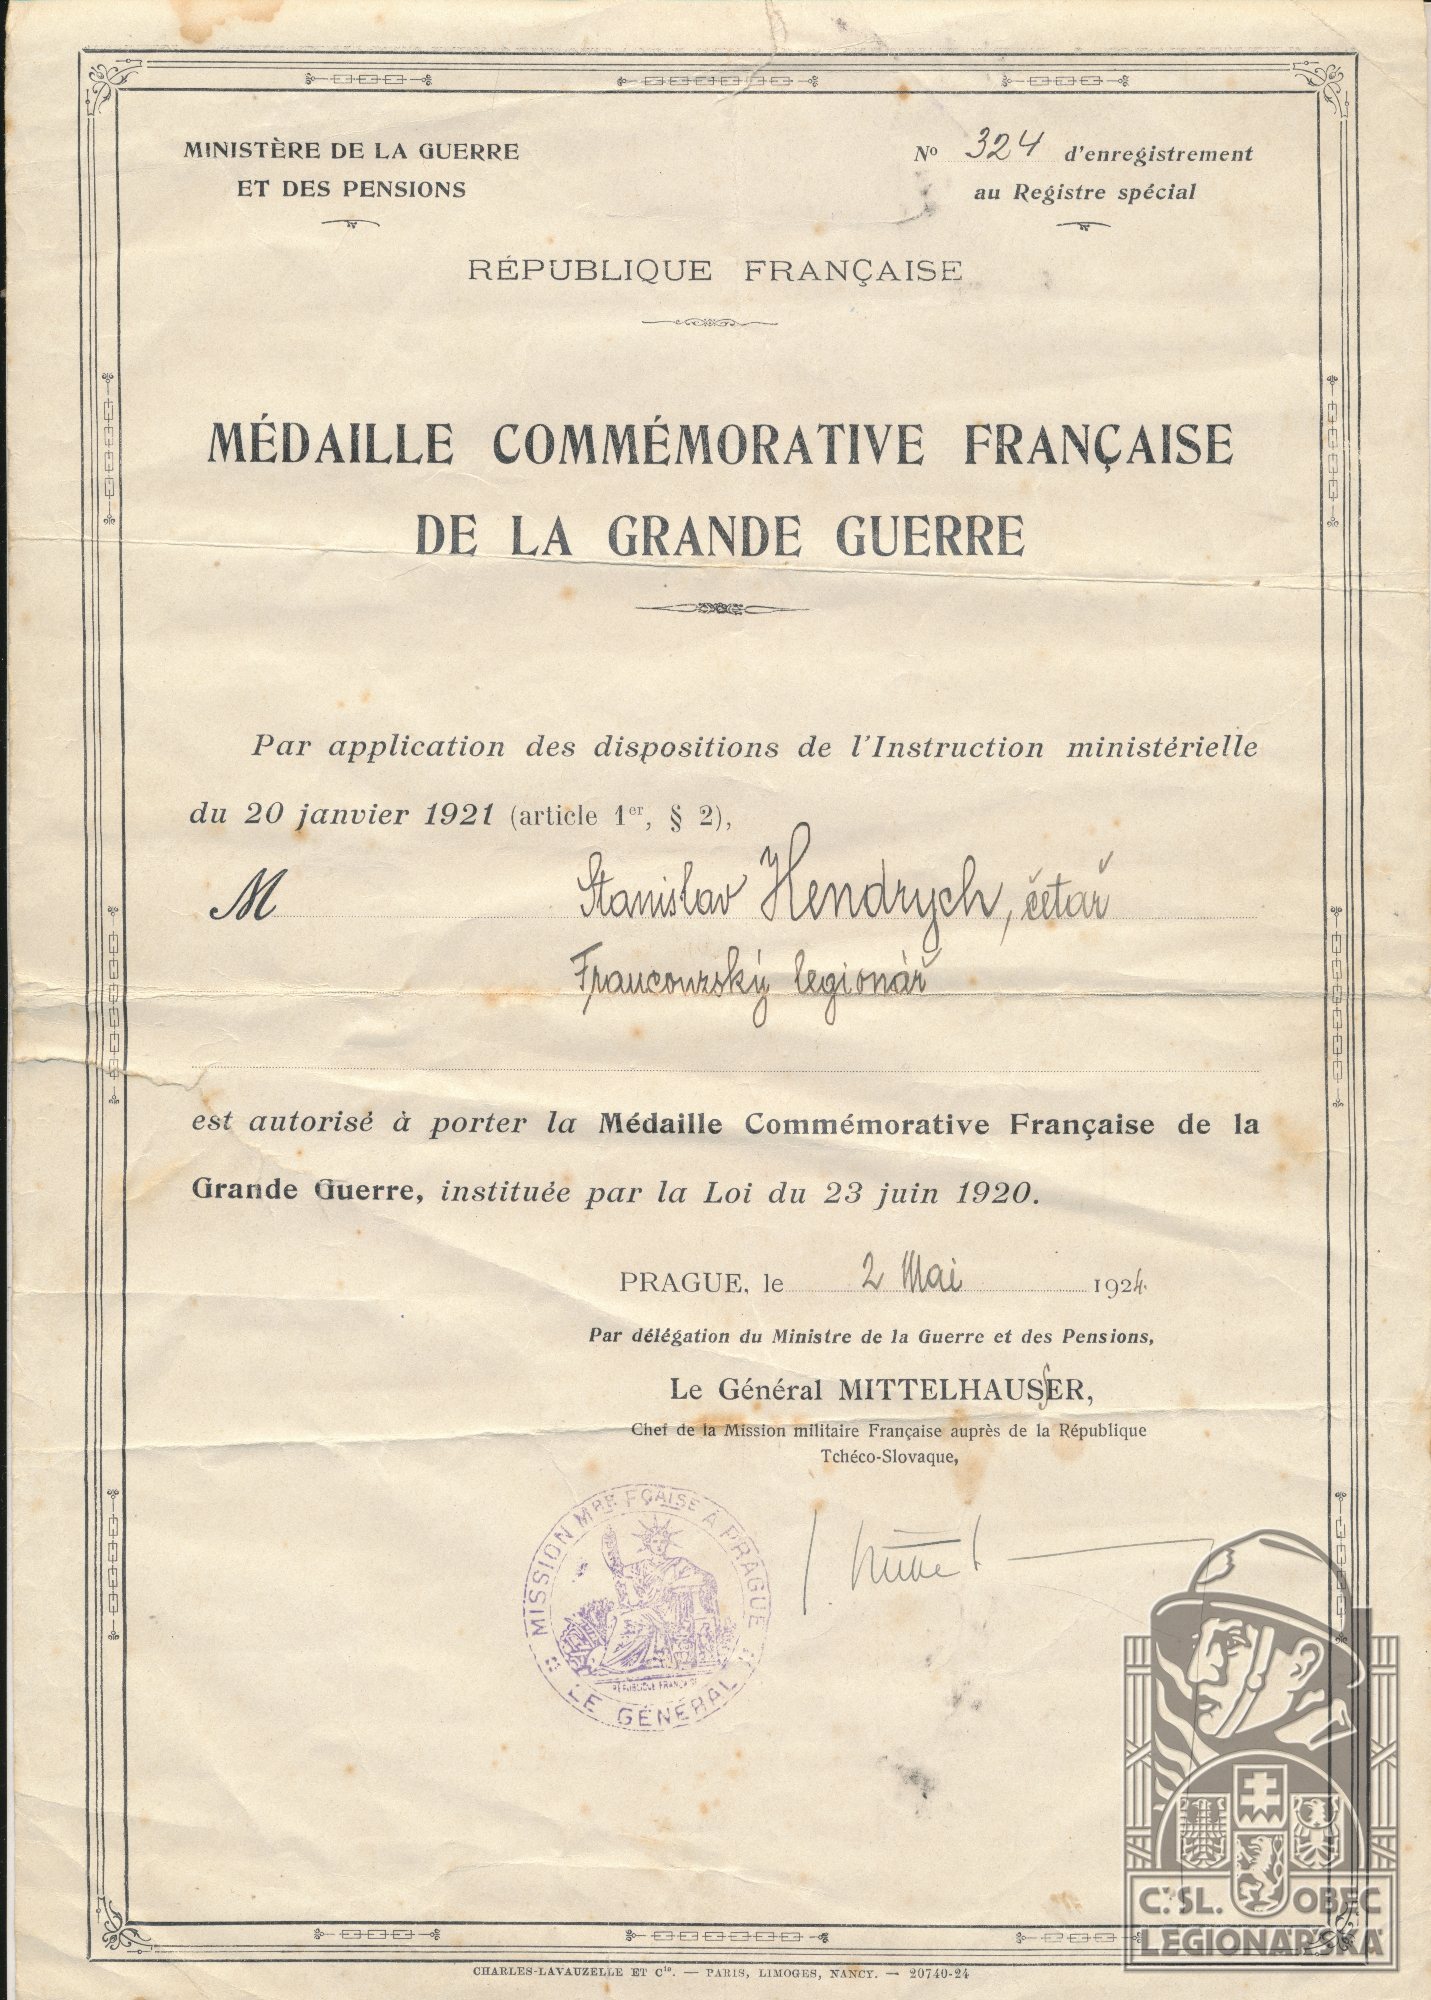 MINISTÈRE DE LA GUERRE
ET DES PENSIONS
Nº 324 d'enregistrement
au Registre spécial
RÉPUBLIQUE FRANÇAISE
MÉDAILLE COMMÉMORATIVE FRANÇAISE
DE LA GRANDE GUERRE
Par application des dispositions de l'Instruction ministérielle
du 20 janvier 1921 (article 1er, § 2),
M Stanislav Hendrych, četař
Francouzský legionář
est autorisé à porter la Médaille Commémorative Française de la
Grande Guerre, instituée par la Loi du 23 juin 1920.
PRAGUE, le 2 Mai 1924.
Par délégation du Ministre de la Guerre et des Pensions,
Le Général MITTELHAUSSER,
Chef de la Mission militaire Française auprès de la République
Tchéco-Slovaque,
MISSION MRE FÇAISE À PRAGUE
RÉPUBLIQUE FRANÇAISE
LE GÉNÉRAL
Č.SL. OBEC
LEGIONÁŘSKÁ
CHARLES-LAVAUZELLE ET Cie. — PARIS, LIMOGES, NANCY. — 20740-24